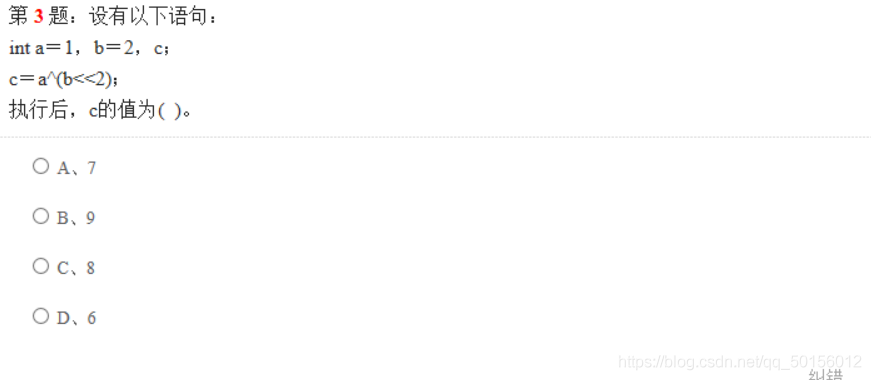 第 3 题：设有以下语句：
int a＝1，b＝2，c；
c＝a^(b<<2)；
执行后，c的值为( )。
A、7
B、9
C、8
D、6
https://blog.csdn.net/qq_50156012
纠错